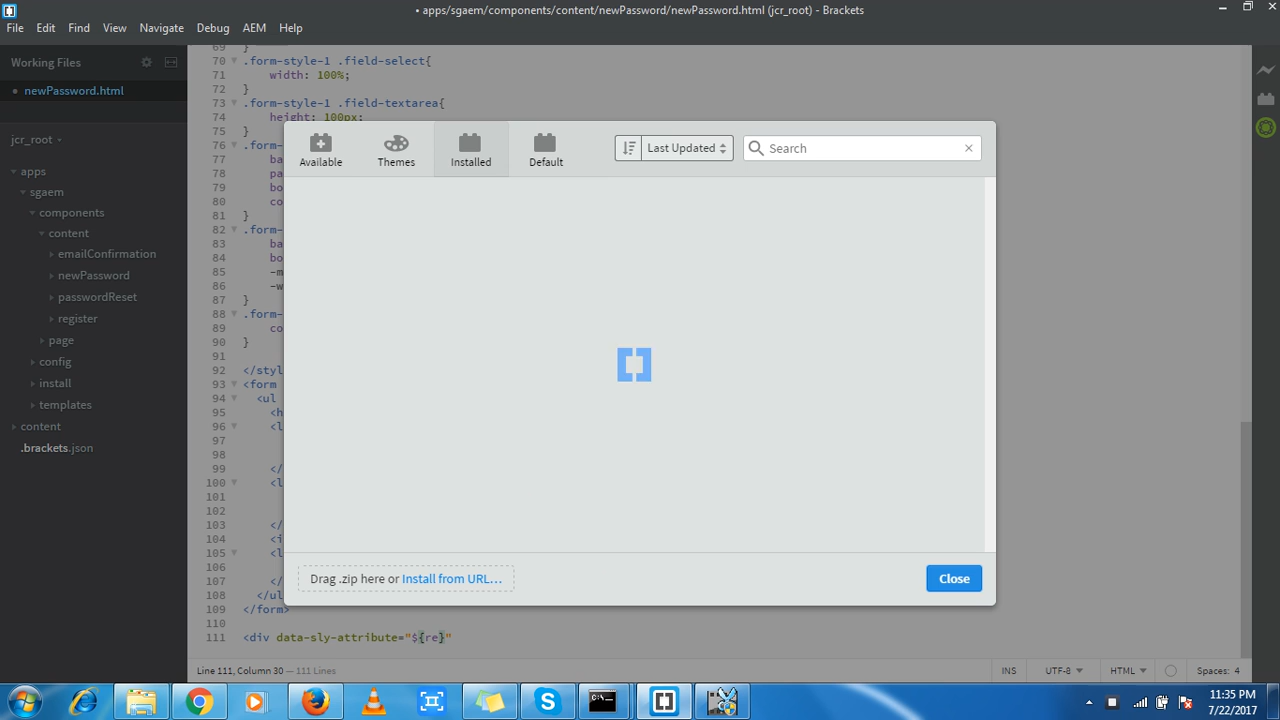 • apps/sgaem/components/content/newPassword/newPassword.html (jcr_root) - Brackets
File Edit Find View Navigate Debug AEM Help
Working Files
• newPassword.html
jcr_root
apps
sgaem
components
content
emailConfirmation
newPassword
passwordReset
register
page
config
install
templates
content
.brackets.json
69 }
70 .form-style-1 .field-select{
71 width: 100%;
72 }
73 .form-style-1 .field-textarea{
74 height: 100px;
75 }
76 .form-
77 ba
78 pa
79 bo
80 co
81 }
82 .form-
83 ba
84 bo
85 -m
86 -w
87 }
88 .form-
89 co
90 }
91
92 </styl
93 <form
94 <ul
95 <h
96 <l
97
98
99 </
100 <l
101
102
103 </
104 <i
105 <l
106
107 </
108 </ul
109 </form>
110
111 <div data-sly-attribute="${re}"
Available
Themes
Installed
Default
Last Updated
Search
Drag .zip here or Install from URL...
Close
Line 111, Column 30 — 111 Lines
INS UTF-8 HTML Spaces: 4
11:35 PM
7/22/2017